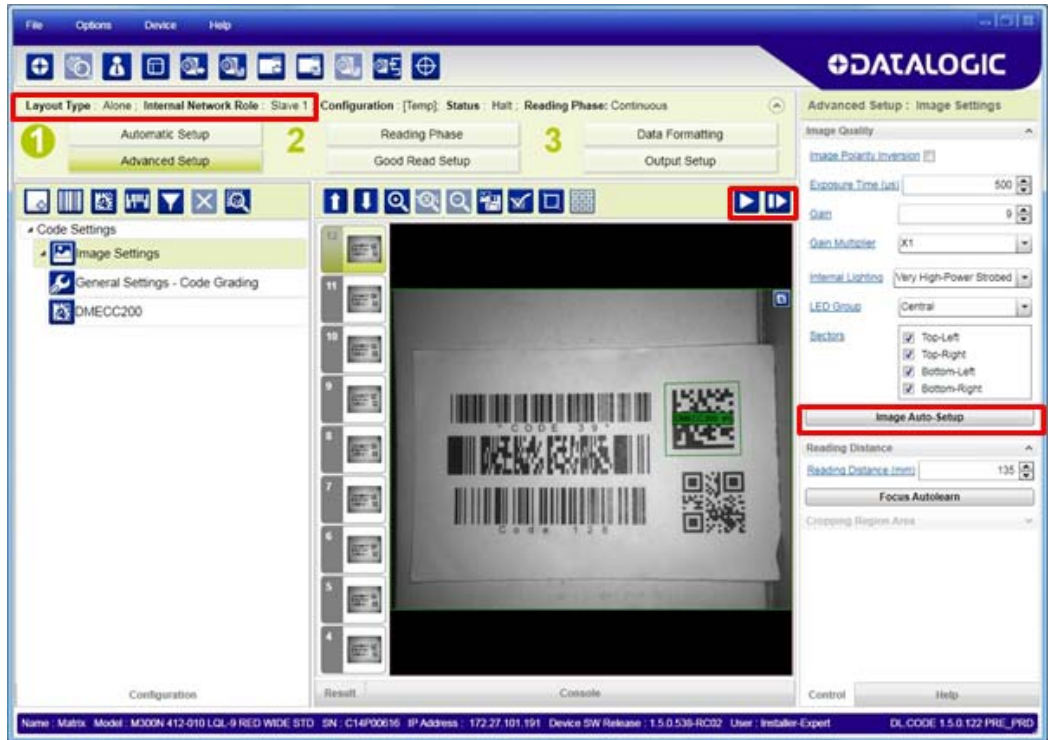 File Options Device Help
DATALOGIC
Layout Type : Alone ; Internal Network Role : Slave 1 Configuration : [Temp]; Status : Halt ; Reading Phase: Continuous
1 Automatic Setup
Advanced Setup
2 Reading Phase
Good Read Setup
3 Data Formatting
Output Setup
Code Settings
Image Settings
General Settings - Code Grading
DMECC200
12
11
10
9
8
7
6
5
4
* C O D E 3 9 *
C o d e 1 2 8
Advanced Setup : Image Settings
Image Quality
Image Polarity Inversion
Exposure Time (us) 500
Gain 9
Gain Multiplier X1
Internal Lighting Very High-Power Strobed
LED Group Central
Sectors Top-Left
Top-Right
Bottom-Left
Bottom-Right
Image Auto-Setup
Reading Distance
Reading Distance (mm) 135
Focus Autolearn
Cropping Region Area
Configuration
Result Console
Control Help
Name : Matrix Model : M300N 412-010 LQL-9 RED WIDE STD SN : C14P00616 IP Address : 172.27.101.191 Device SW Release : 1.5.0.536-RC02 User : Installer-Expert DL.CODE 1.5.0.122 PRE_PRD